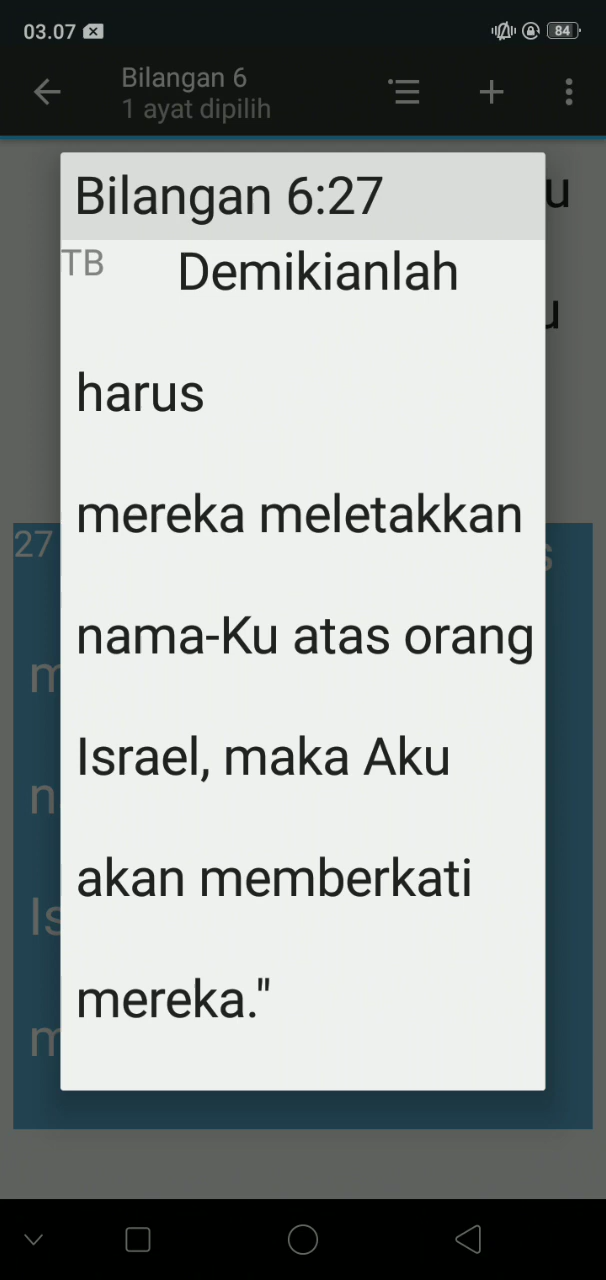 03.07
84
Bilangan 6
1 ayat dipilih
u
Bilangan 6:27
TB Demikianlah
u
harus
mereka meletakkan
27
s
nama-Ku atas orang
m
Israel, maka Aku
n
akan memberkati
Is
mereka."
m